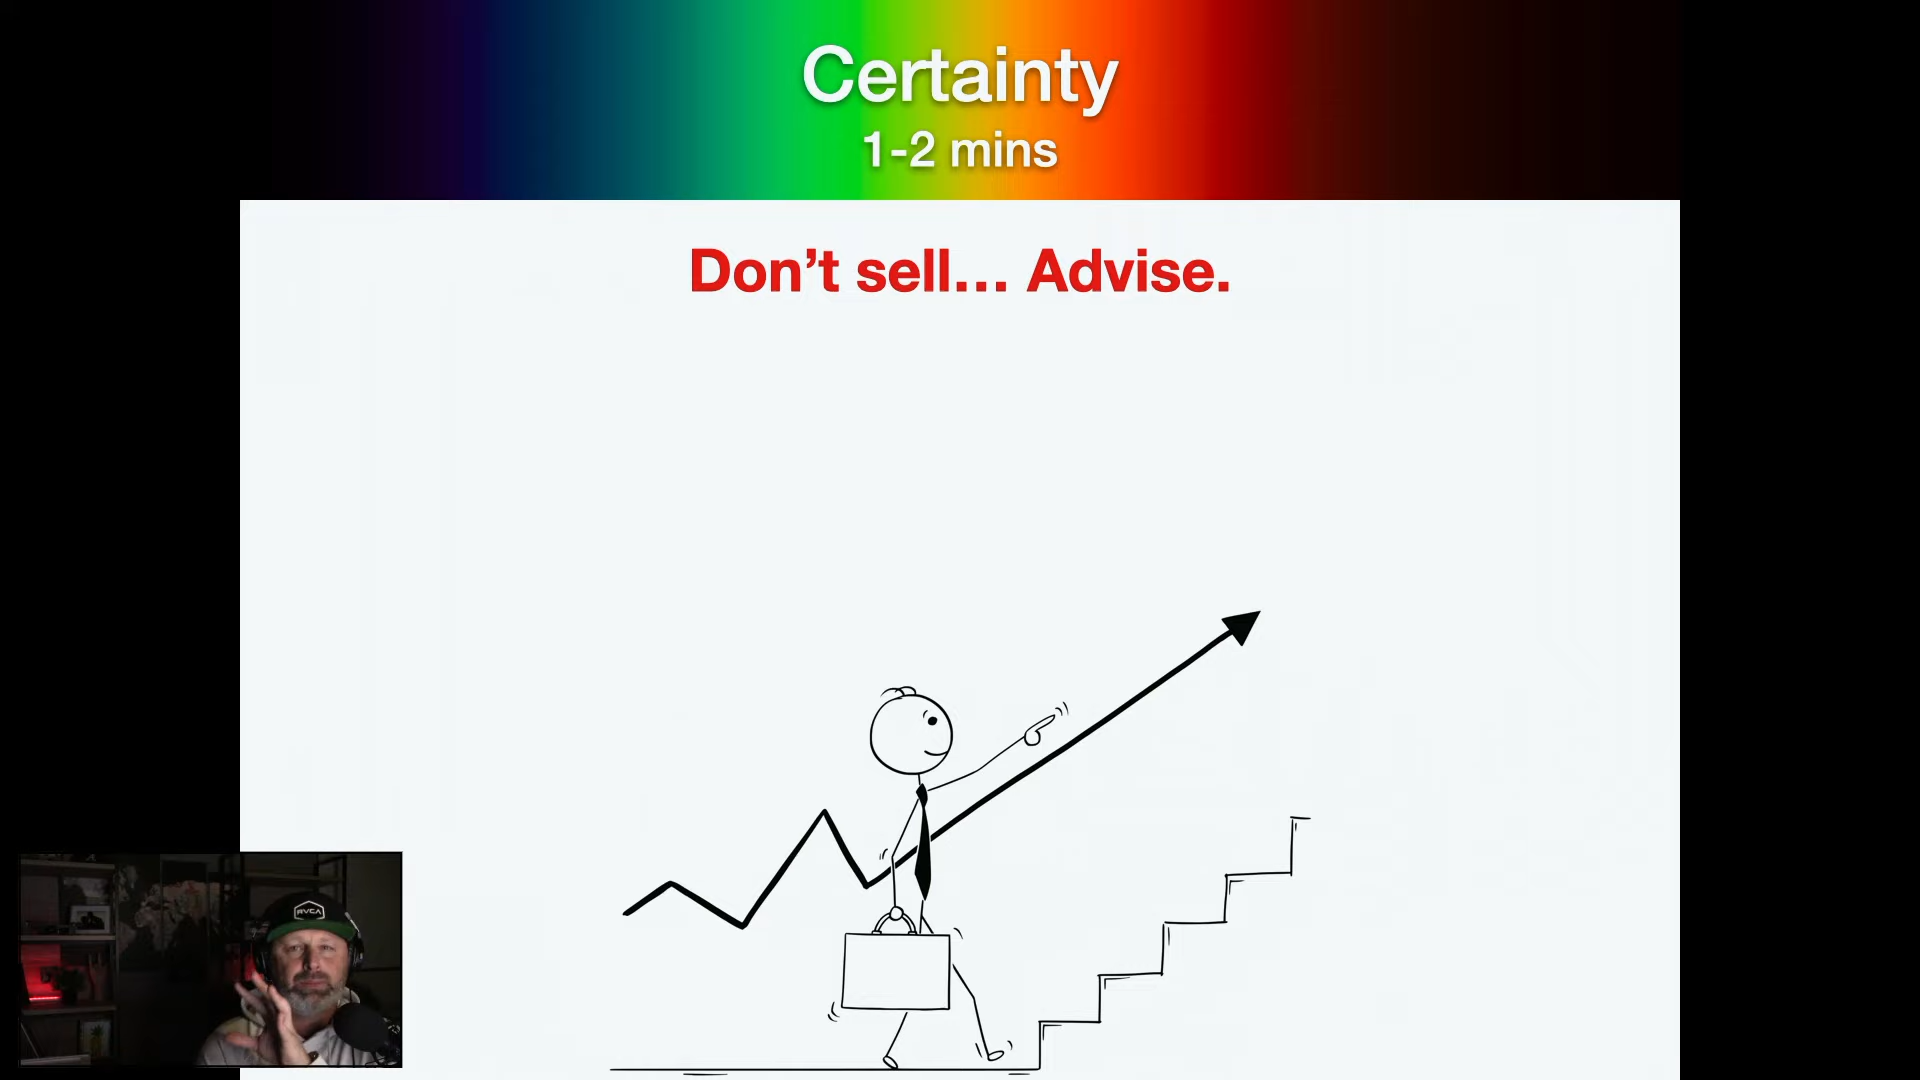 Certainty
1-2 mins
Don’t sell… Advise.
RVCA